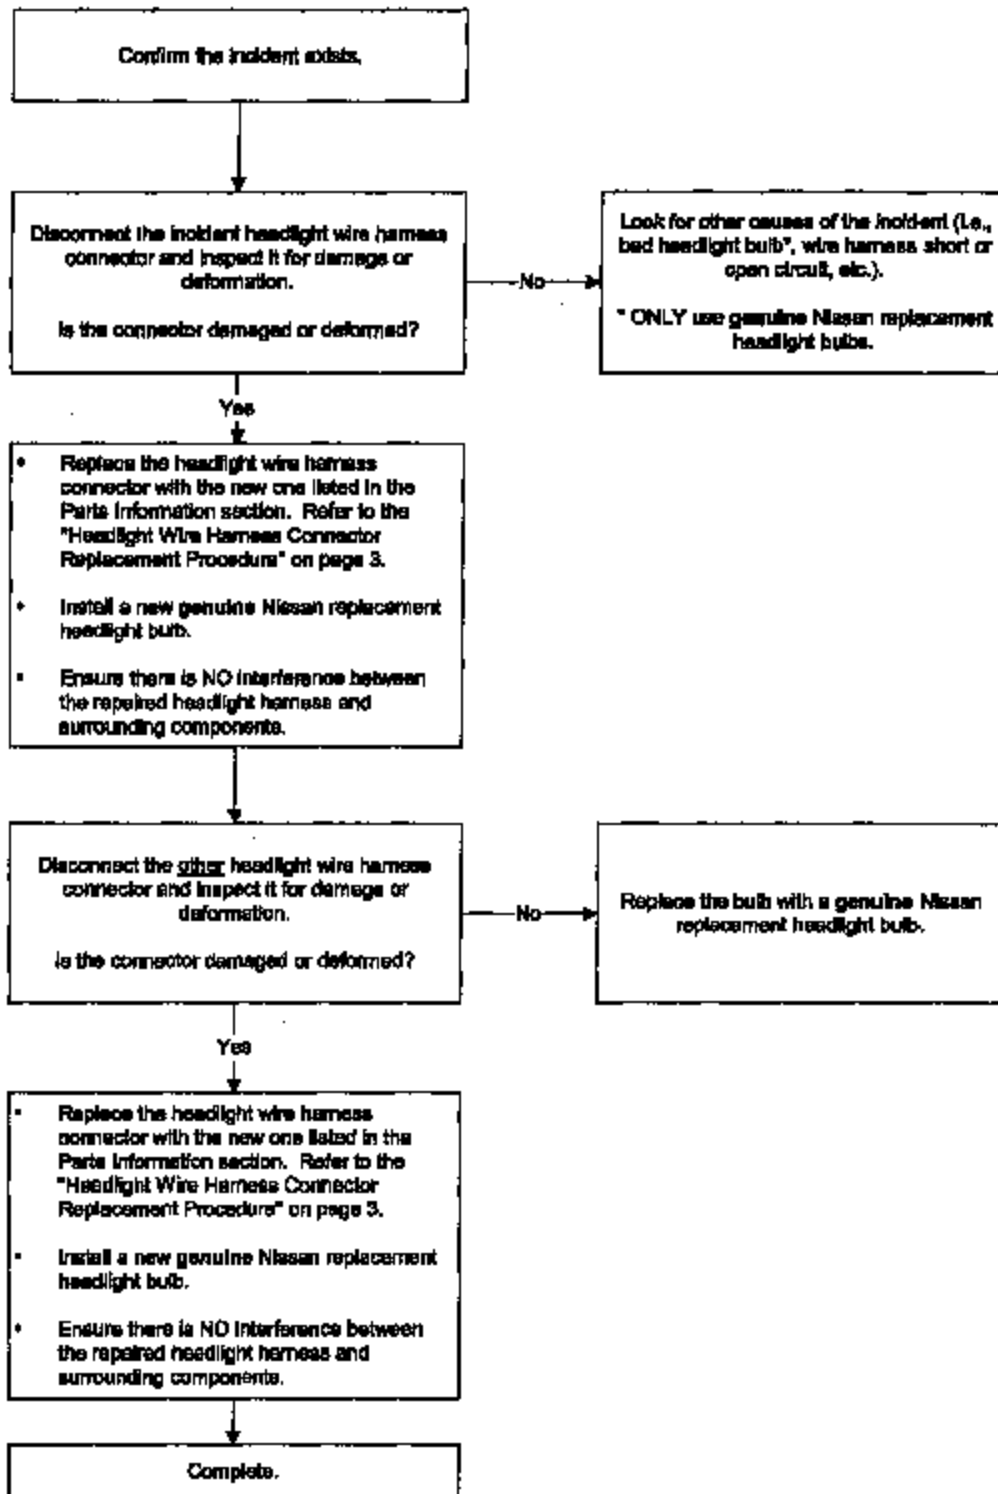 Confirm the incident exists.
Disconnect the incident headlight wire harness
connector and inspect it for damage or
deformation.
Is the connector damaged or deformed?
No
Look for other causes of the incident (i.e.,
bad headlight bulb*, wire harness short or
open circuit, etc.).
* ONLY use genuine Nissan replacement
headlight bulbs.
Yes
• Replace the headlight wire harness
connector with the new one listed in the
Parts Information section. Refer to the
"Headlight Wire Harness Connector
Replacement Procedure" on page 3.
• Install a new genuine Nissan replacement
headlight bulb.
• Ensure there is NO interference between
the repaired headlight harness and
surrounding components.
Disconnect the other headlight wire harness
connector and inspect it for damage or
deformation.
Is the connector damaged or deformed?
No
Replace the bulb with a genuine Nissan
replacement headlight bulb.
Yes
• Replace the headlight wire harness
connector with the new one listed in the
Parts Information section. Refer to the
"Headlight Wire Harness Connector
Replacement Procedure" on page 3.
• Install a new genuine Nissan replacement
headlight bulb.
• Ensure there is NO interference between
the repaired headlight harness and
surrounding components.
Complete.